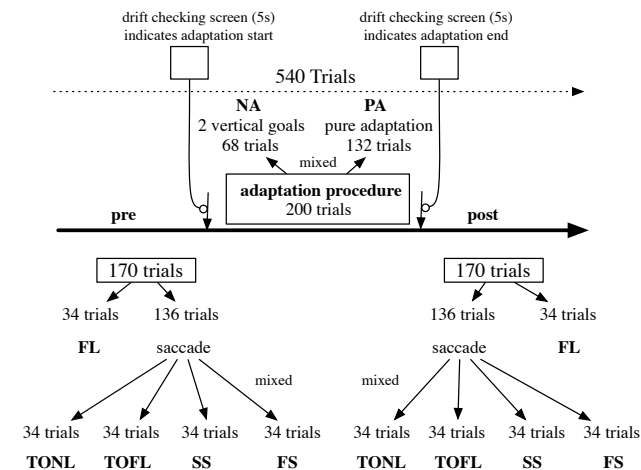 drift checking screen (5s)
indicates adaptation start
drift checking screen (5s)
indicates adaptation end
540 Trials
NA
2 vertical goals
68 trials
PA
pure adaptation
132 trials
mixed
adaptation procedure
200 trials
pre
post
170 trials
170 trials
34 trials
136 trials
136 trials
34 trials
FL
saccade
saccade
FL
mixed
mixed
34 trials
34 trials
34 trials
34 trials
34 trials
34 trials
34 trials
34 trials
TONL
TOFL
SS
FS
TONL
TOFL
SS
FS